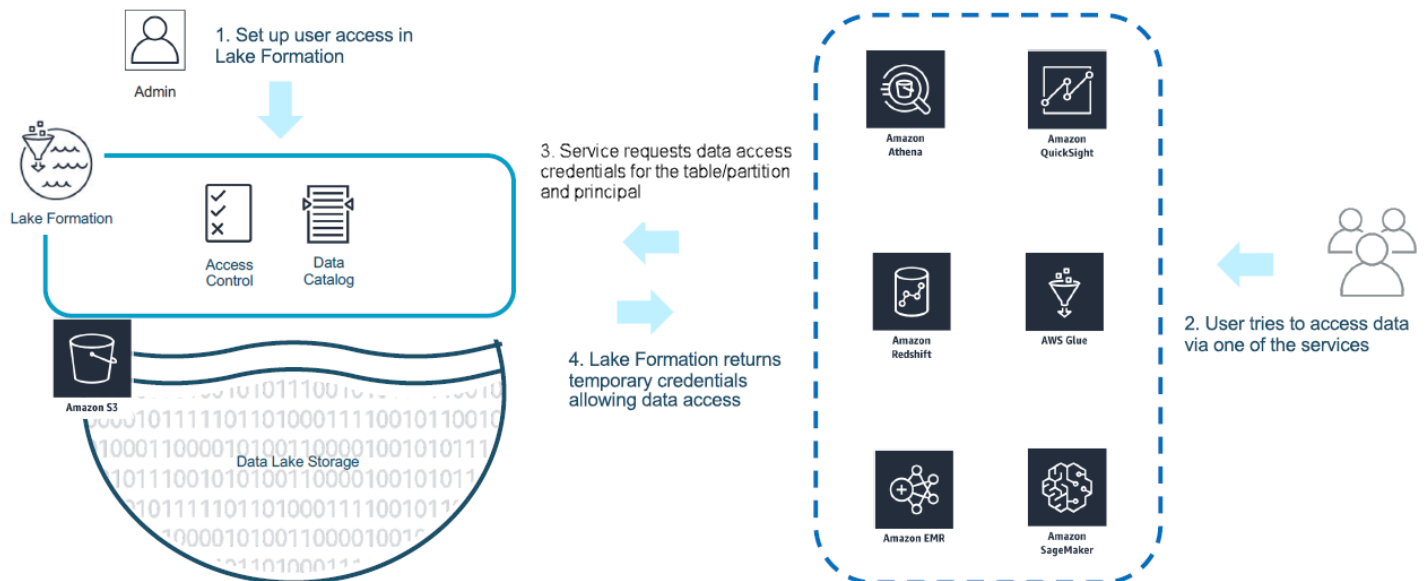 1. Set up user access in
Lake Formation
Admin
Lake Formation
Access
Control
Data
Catalog
3. Service requests data access
credentials for the table/partition
and principal
4. Lake Formation returns
temporary credentials
allowing data access
Amazon S3
Data Lake Storage
Amazon
Athena
Amazon
QuickSight
Amazon
Redshift
AWS Glue
Amazon EMR
Amazon
SageMaker
2. User tries to access data
via one of the services